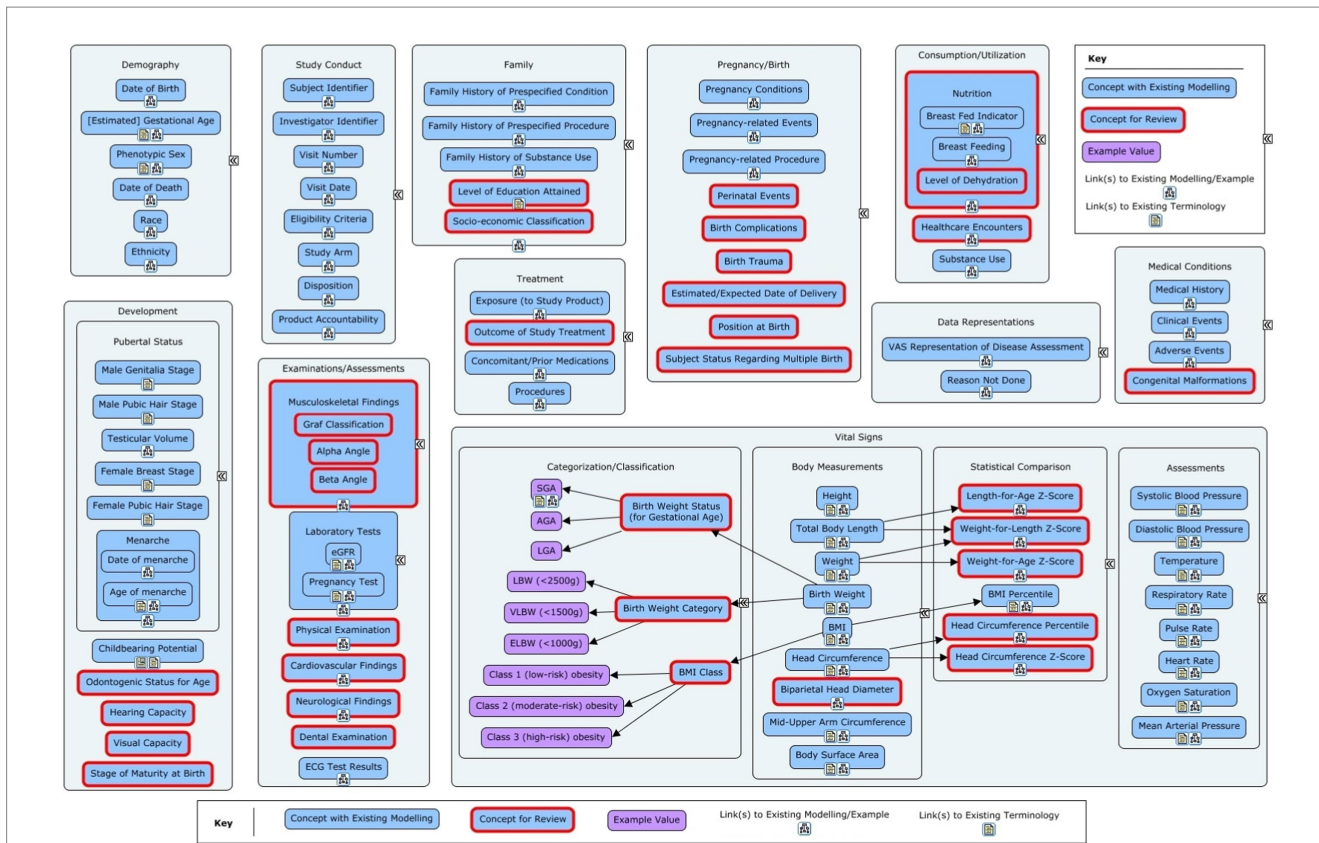 Demography
Date of Birth
[Estimated] Gestational Age
Phenotypic Sex
Date of Death
Race
Ethnicity
Study Conduct
Subject Identifier
Investigator Identifier
Visit Number
Visit Date
Eligibility Criteria
Study Arm
Disposition
Product Accountability
Family
Family History of Prespecified Condition
Family History of Prespecified Procedure
Family History of Substance Use
Level of Education Attained
Socio-economic Classification
Treatment
Exposure (to Study Product)
Outcome of Study Treatment
Concomitant/Prior Medications
Procedures
Pregnancy/Birth
Pregnancy Conditions
Pregnancy-related Events
Pregnancy-related Procedure
Perinatal Events
Birth Complications
Birth Trauma
Estimated/Expected Date of Delivery
Position at Birth
Subject Status Regarding Multiple Birth
Consumption/Utilization
Nutrition
Breast Fed Indicator
Breast Feeding
Level of Dehydration
Healthcare Encounters
Substance Use
Key
Concept with Existing Modelling
Concept for Review
Example Value
Link(s) to Existing Modelling/Example
Link(s) to Existing Terminology
Data Representations
VAS Representation of Disease Assessment
Reason Not Done
Medical Conditions
Medical History
Clinical Events
Adverse Events
Congenital Malformations
Development
Pubertal Status
Male Genitalia Stage
Male Pubic Hair Stage
Testicular Volume
Female Breast Stage
Female Pubic Hair Stage
Menarche
Date of menarche
Age of menarche
Childbearing Potential
Odontogenic Status for Age
Hearing Capacity
Visual Capacity
Stage of Maturity at Birth
Examinations/Assessments
Musculoskeletal Findings
Graf Classification
Alpha Angle
Beta Angle
Laboratory Tests
eGFR
Pregnancy Test
Physical Examination
Cardiovascular Findings
Neurological Findings
Dental Examination
ECG Test Results
Vital Signs
Categorization/Classification
SGA
AGA
LGA
Birth Weight Status
(for Gestational Age)
LBW (<2500g)
VLBW (<1500g)
ELBW (<1000g)
Birth Weight Category
Class 1 (low-risk) obesity
Class 2 (moderate-risk) obesity
Class 3 (high-risk) obesity
BMI Class
Body Measurements
Height
Total Body Length
Weight
Birth Weight
BMI
Head Circumference
Biparietal Head Diameter
Mid-Upper Arm Circumference
Body Surface Area
Statistical Comparison
Length-for-Age Z-Score
Weight-for-Length Z-Score
Weight-for-Age Z-Score
BMI Percentile
Head Circumference Percentile
Head Circumference Z-Score
Assessments
Systolic Blood Pressure
Diastolic Blood Pressure
Temperature
Respiratory Rate
Pulse Rate
Heart Rate
Oxygen Saturation
Mean Arterial Pressure
Key
Concept with Existing Modelling
Concept for Review
Example Value
Link(s) to Existing Modelling/Example
Link(s) to Existing Terminology